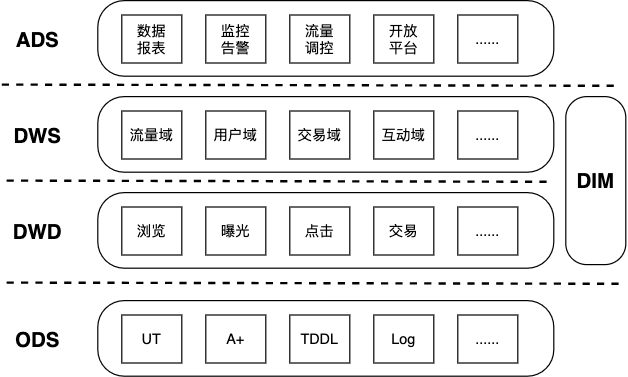 ADS
数据
报表
监控
告警
流量
调控
开放
平台
......
DWS
流量域
用户域
交易域
互动域
......
DIM
DWD
浏览
曝光
点击
交易
......
ODS
UT
A+
TDDL
Log
......